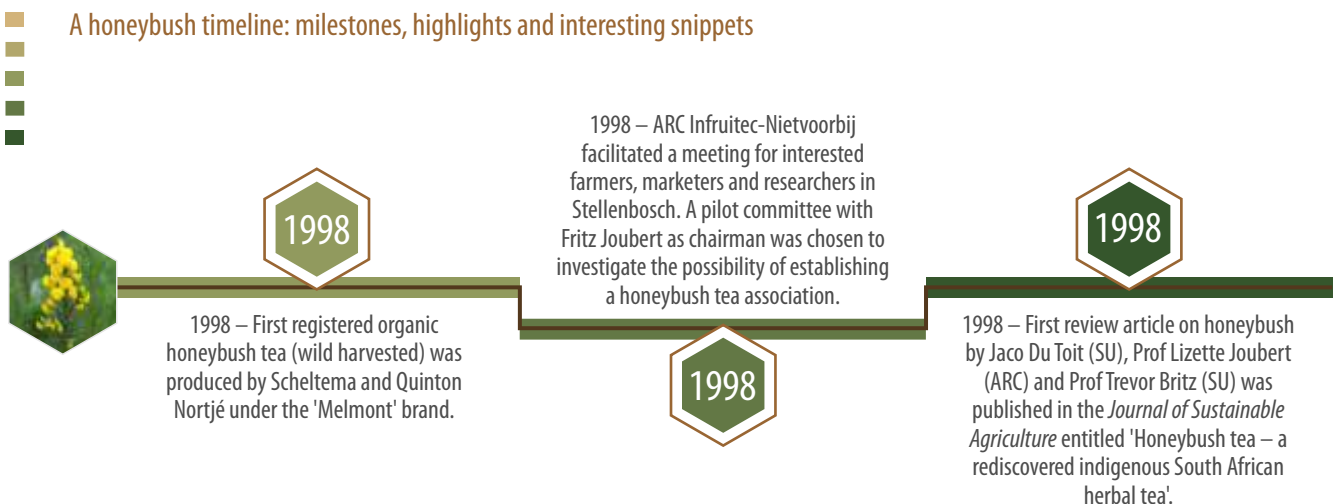 A honeybush timeline: milestones, highlights and interesting snippets
1998
1998 – First registered organic
honeybush tea (wild harvested) was
produced by Scheltema and Quinton
Nortjé under the 'Melmont' brand.
1998 – ARC Infruitec-Nietvoorbij
facilitated a meeting for interested
farmers, marketers and researchers in
Stellenbosch. A pilot committee with
Fritz Joubert as chairman was chosen to
investigate the possibility of establishing
a honeybush tea association.
1998
1998
1998 – First review article on honeybush
by Jaco Du Toit (SU), Prof Lizette Joubert
(ARC) and Prof Trevor Britz (SU) was
published in the Journal of Sustainable
Agriculture entitled 'Honeybush tea – a
rediscovered indigenous South African
herbal tea'.